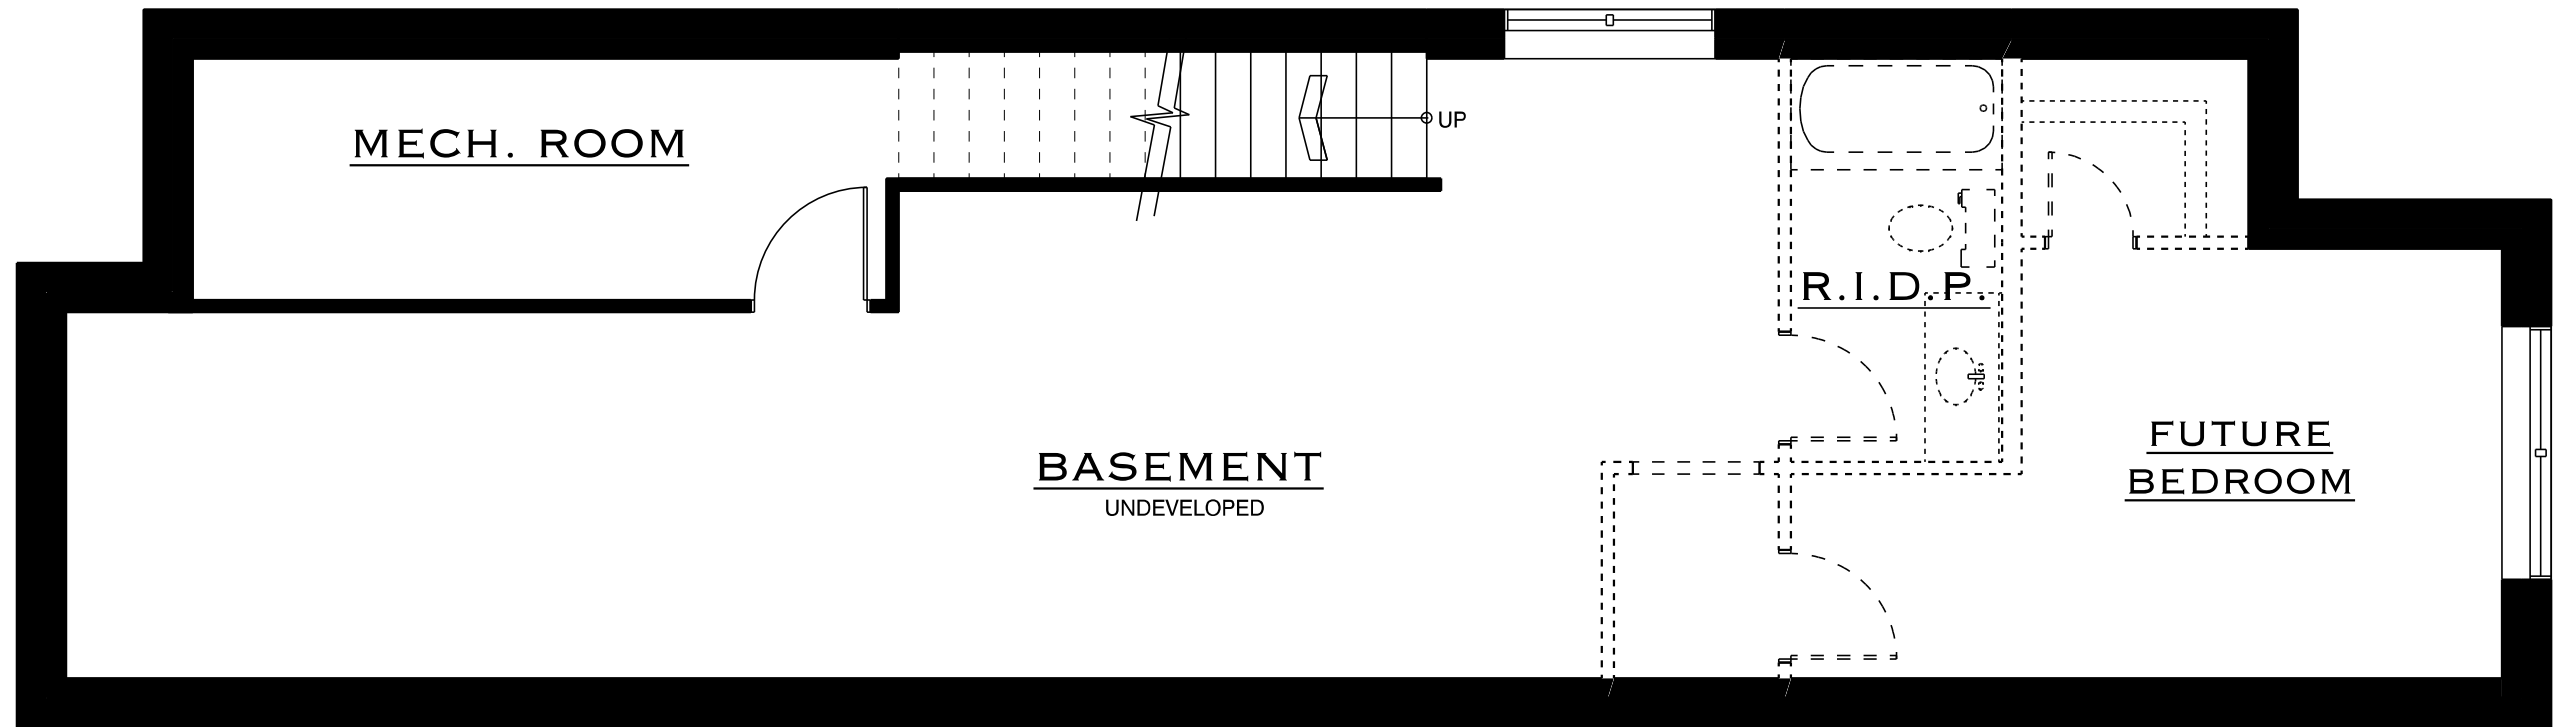 MECH. ROOM
UP
R.I.D.P.
BASEMENT
UNDEVELOPED
FUTURE
BEDROOM